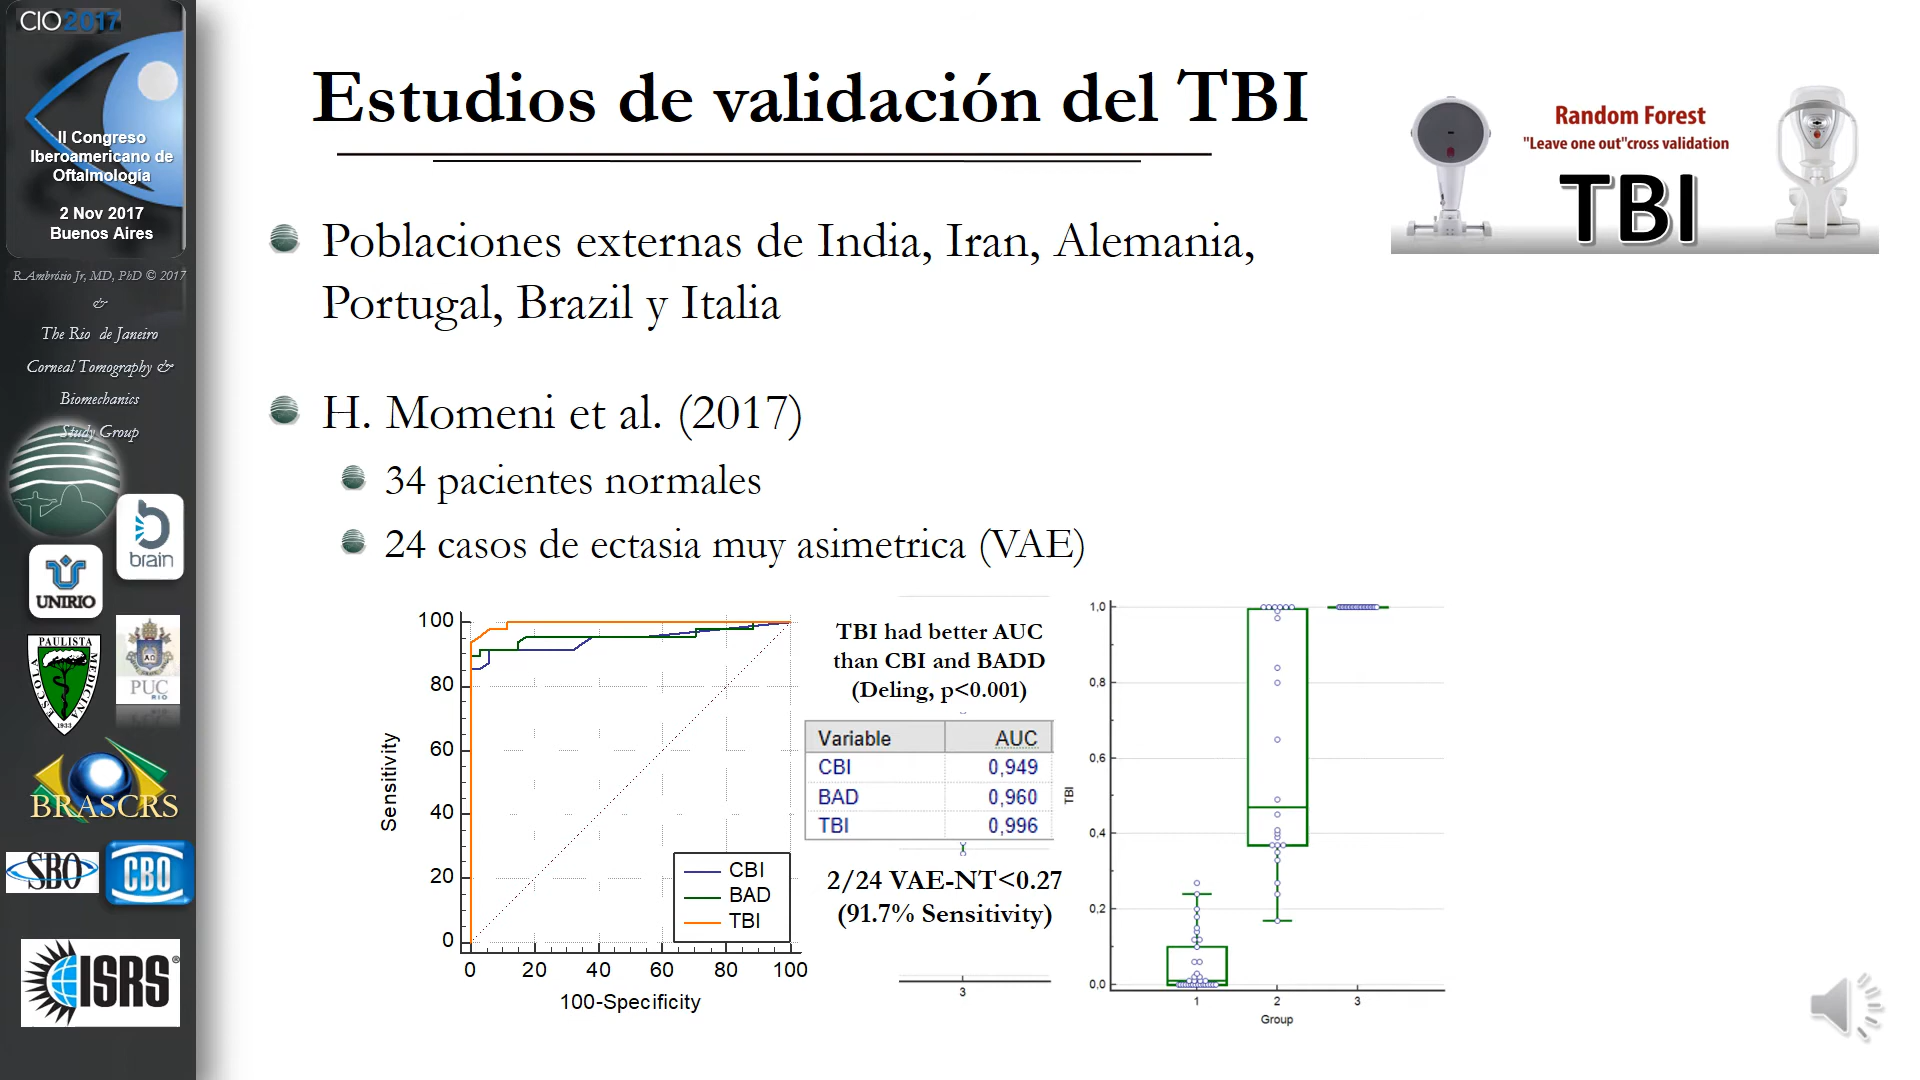 CIO2017
II Congreso
Iberoamericano de
Oftalmología
2 Nov 2017
Buenos Aires
R.Ambrósio Jr, MD, PhD © 2017
&
The Rio de Janeiro
Corneal Tomography &
Biomechanics
Study Group
brain
UNIRIO
ESCOLA PAULISTA MEDICINA
1933
PUC
RIO
BRASCRS
SBO
CBO
ISRS®
Estudios de validación del TBI
Random Forest
"Leave one out"cross validation
TBI
Poblaciones externas de India, Iran, Alemania,
Portugal, Brazil y Italia
H. Momeni et al. (2017)
34 pacientes normales
24 casos de ectasia muy asimetrica (VAE)
100
80
60
40
20
0
Sensitivity
0 20 40 60 80 100
100-Specificity
CBI
BAD
TBI
TBI had better AUC
than CBI and BADD
(Deling, p<0.001)
Variable AUC
CBI 0,949
BAD 0,960
TBI 0,996
2/24 VAE-NT<0.27
(91.7% Sensitivity)
3
1,0
0,8
0,6
0,4
0,2
0,0
TBI
1 2 3
Group